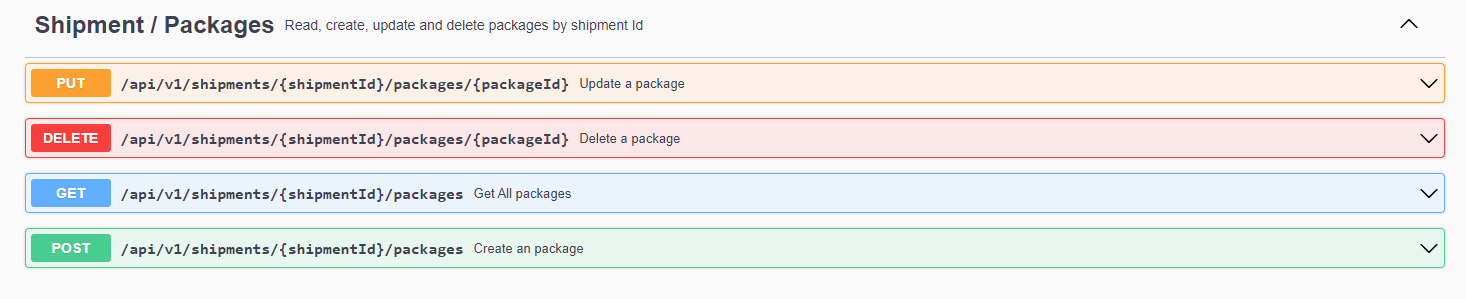 Shipment / Packages Read, create, update and delete packages by shipment Id
PUT /api/v1/shipments/{shipmentId}/packages/{packageId} Update a package
DELETE /api/v1/shipments/{shipmentId}/packages/{packageId} Delete a package
GET /api/v1/shipments/{shipmentId}/packages Get All packages
POST /api/v1/shipments/{shipmentId}/packages Create an package